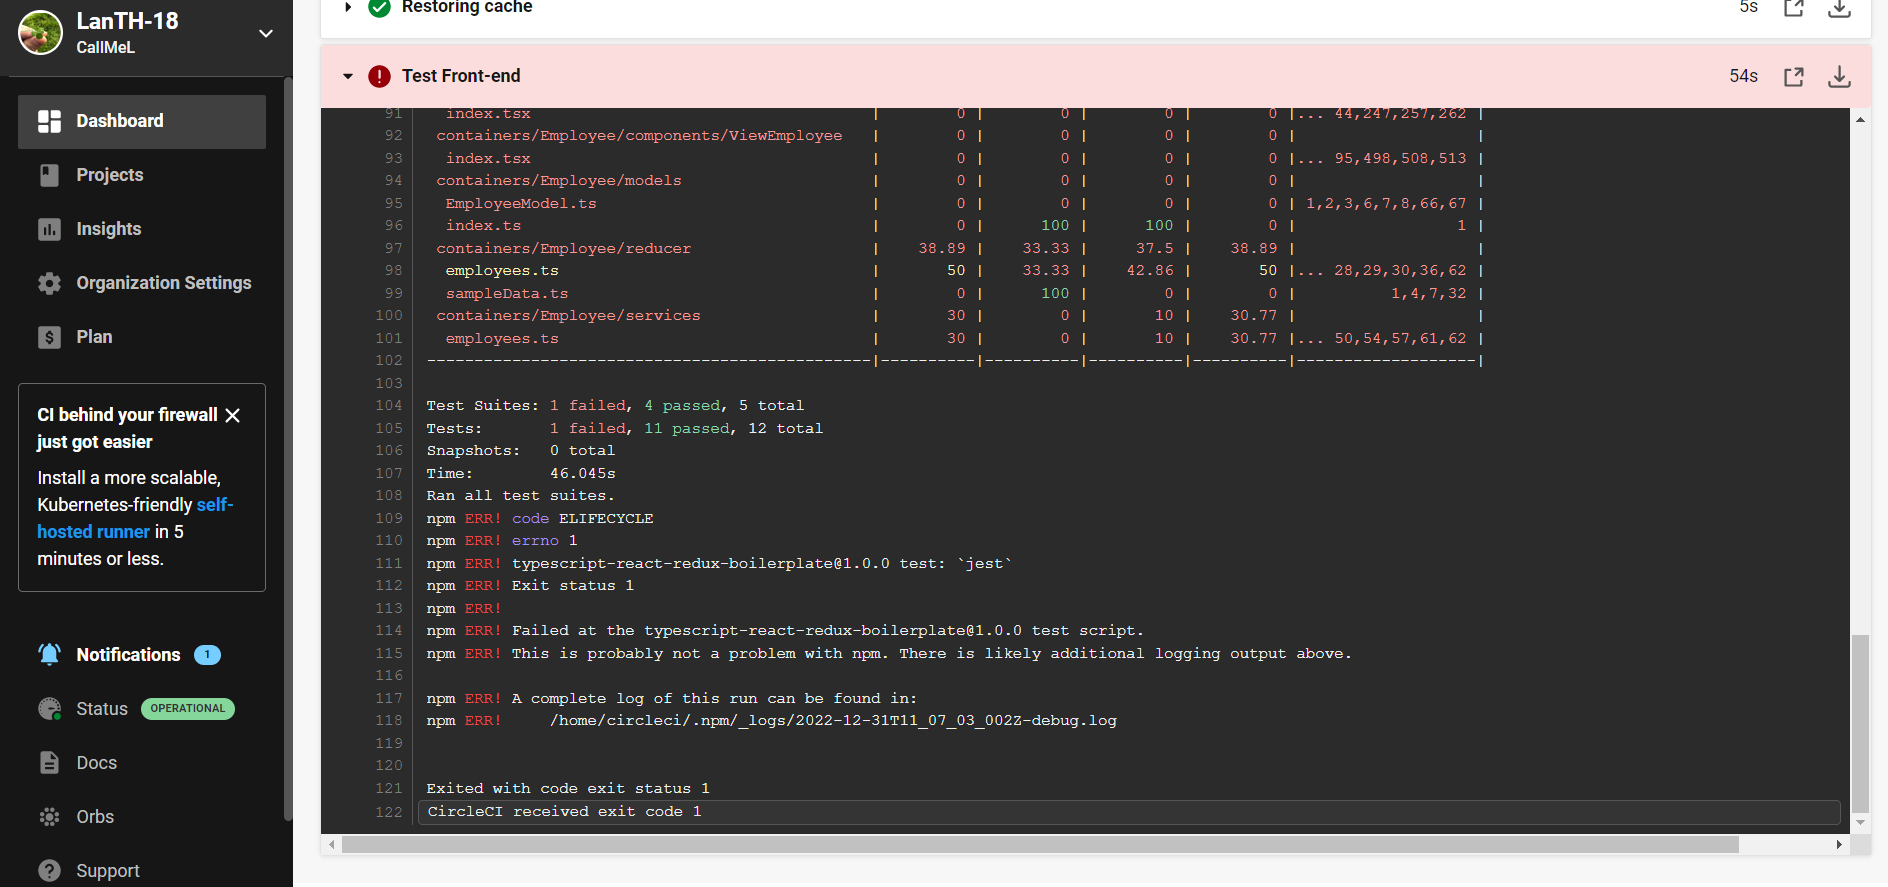 LanTH-18
CallMeL
Dashboard
Projects
Insights
Organization Settings
Plan
CI behind your firewall
just got easier
Install a more scalable,
Kubernetes-friendly self-
hosted runner in 5
minutes or less.
Notifications 1
Status OPERATIONAL
Docs
Orbs
Support
Restoring cache 5s
Test Front-end 54s
91 index.tsx | 0 | 0 | 0 | 0 |... 44,247,257,262 |
92 containers/Employee/components/ViewEmployee | 0 | 0 | 0 | 0 | |
93 index.tsx | 0 | 0 | 0 | 0 |... 95,498,508,513 |
94 containers/Employee/models | 0 | 0 | 0 | 0 | |
95 EmployeeModel.ts | 0 | 0 | 0 | 0 | 1,2,3,6,7,8,66,67 |
96 index.ts | 0 | 100 | 100 | 0 | 1 |
97 containers/Employee/reducer | 38.89 | 33.33 | 37.5 | 38.89 | |
98 employees.ts | 50 | 33.33 | 42.86 | 50 |... 28,29,30,36,62 |
99 sampleData.ts | 0 | 100 | 0 | 0 | 1,4,7,32 |
100 containers/Employee/services | 30 | 0 | 10 | 30.77 | |
101 employees.ts | 30 | 0 | 10 | 30.77 |... 50,54,57,61,62 |
102 -----------------------------------------------|----------|----------|----------|----------|-------------------|
103
104 Test Suites: 1 failed, 4 passed, 5 total
105 Tests: 1 failed, 11 passed, 12 total
106 Snapshots: 0 total
107 Time: 46.045s
108 Ran all test suites.
109 npm ERR! code ELIFECYCLE
110 npm ERR! errno 1
111 npm ERR! typescript-react-redux-boilerplate@1.0.0 test: `jest`
112 npm ERR! Exit status 1
113 npm ERR!
114 npm ERR! Failed at the typescript-react-redux-boilerplate@1.0.0 test script.
115 npm ERR! This is probably not a problem with npm. There is likely additional logging output above.
116
117 npm ERR! A complete log of this run can be found in:
118 npm ERR! /home/circleci/.npm/_logs/2022-12-31T11_07_03_002Z-debug.log
119
120
121 Exited with code exit status 1
122 CircleCI received exit code 1